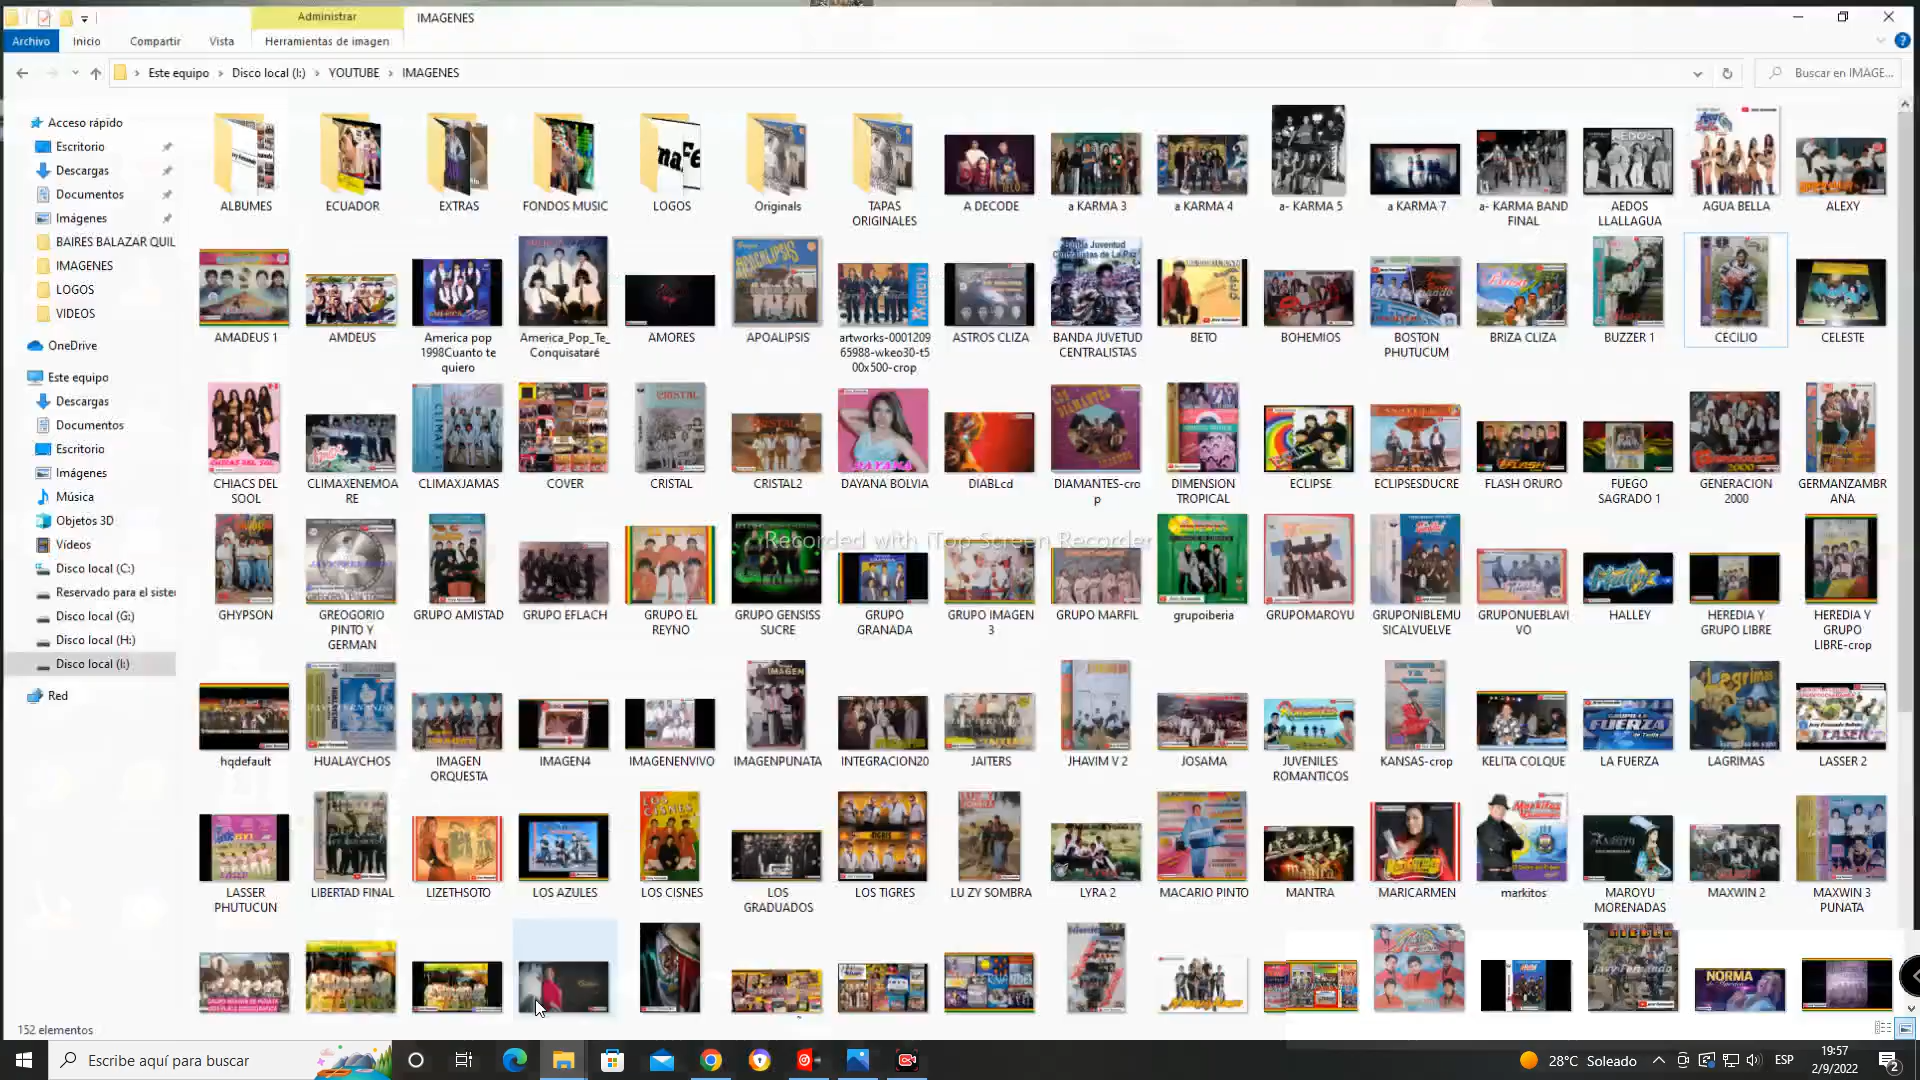 Administrar
IMAGENES
Archivo
Inicio
Compartir
Vista
Herramientas de imagen
Este equipo
Disco local (I:)
YOUTUBE
IMAGENES
Buscar en IMÁGE...
Acceso rápido
Escritorio
Descargas
Documentos
Imágenes
BAIRES BALAZAR QUIL
IMAGENES
LOGOS
VIDEOS
OneDrive
Este equipo
Descargas
Documentos
Escritorio
Imágenes
Música
Objetos 3D
Vídeos
Disco local (C:)
Reservado para el sister
Disco local (G:)
Disco local (H:)
Disco local (I:)
Red
ALBUMES
ECUADOR
EXTRAS
FONDOS MUSIC
LOGOS
Originals
TAPAS
ORIGINALES
A DECODE
a KARMA 3
a KARMA 4
a- KARMA 5
a KARMA 7
a- KARMA BAND
FINAL
AEDOS
LLALLAGUA
AGUA BELLA
ALEXY
AMADEUS 1
AMDEUS
America pop
1998Cuanto te
quiero
America_Pop_Te_
Conquistaré
AMORES
APOALIPSIS
artworks-0001209
65988-wkeo30-t5
00x500-crop
ASTROS CLIZA
BANDA JUVETUD
CENTRALISTAS
BETO
BOHEMIOS
BOSTON
PHUTUCUM
BRIZA CLIZA
BUZZER 1
CECILIO
CELESTE
CHIACS DEL
SOOL
CLIMAXENEMOA
RE
CLIMAXJAMAS
COVER
CRISTAL
CRISTAL2
DAYANA BOLVIA
DIABLcd
DIAMANTES-cro
p
DIMENSION
TROPICAL
ECLIPSE
ECLIPSESDUCRE
FLASH ORURO
FUEGO
SAGRADO 1
GENERACION
2000
GERMANZAMBR
ANA
GHYPSON
GREOGORIO
PINTO Y
GERMAN
GRUPO AMISTAD
GRUPO EFLACH
GRUPO EL
REYNO
GRUPO GENSISS
SUCRE
GRUPO
GRANADA
GRUPO IMAGEN
3
GRUPO MARFIL
grupoiberia
GRUPOMAROYU
GRUPONIBLEMU
SICALVUELVE
GRUPONUEBLAVI
VO
HALLEY
HEREDIA Y
GRUPO LIBRE
HEREDIA Y
GRUPO
LIBRE-crop
Recorded with iTop Screen Recorder
hqdefault
HUALAYCHOS
IMAGEN
ORQUESTA
IMAGEN4
IMAGENENVIVO
IMAGENPUNATA
INTEGRACION20
JAITERS
JHAVIM V 2
JOSAMA
JUVENILES
ROMANTICOS
KANSAS-crop
KELITA COLQUE
LA FUERZA
LAGRIMAS
LASSER 2
LASSER
PHUTUCUN
LIBERTAD FINAL
LIZETHSOTO
LOS AZULES
LOS CISNES
LOS
GRADUADOS
LOS TIGRES
LU ZY SOMBRA
LYRA 2
MACARIO PINTO
MANTRA
MARICARMEN
markitos
MAROYU
MORENADAS
MAXWIN 2
MAXWIN 3
PUNATA
NORMA
152 elementos
Escribe aquí para buscar
28°C Soleado
ESP
19:57
2/9/2022
2